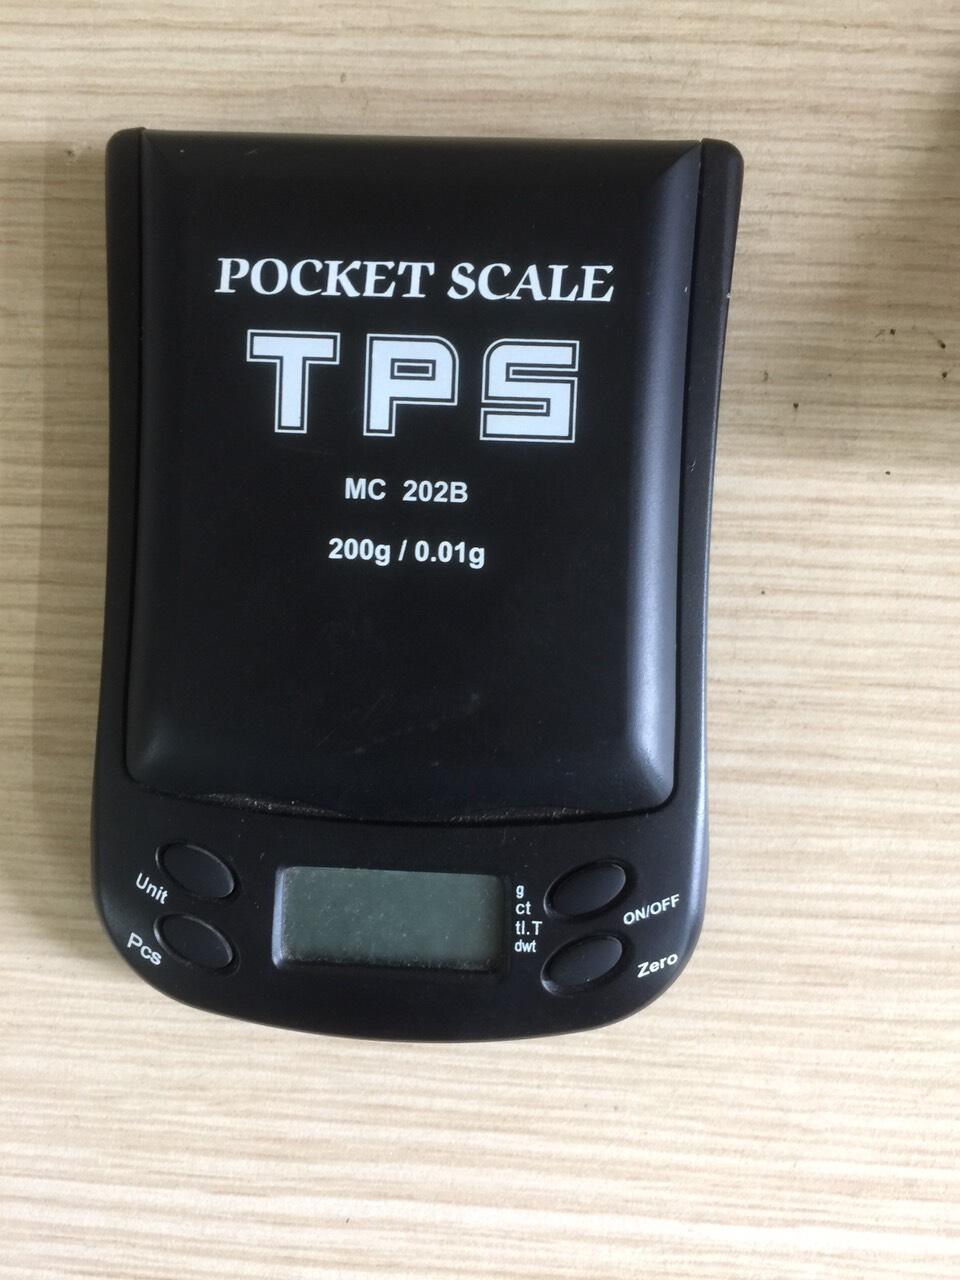 POCKET SCALE
TPS
MC 202B
200g / 0.01g
Unit
Pcs
g
ct
tl.T
dwt
ON/OFF
Zero